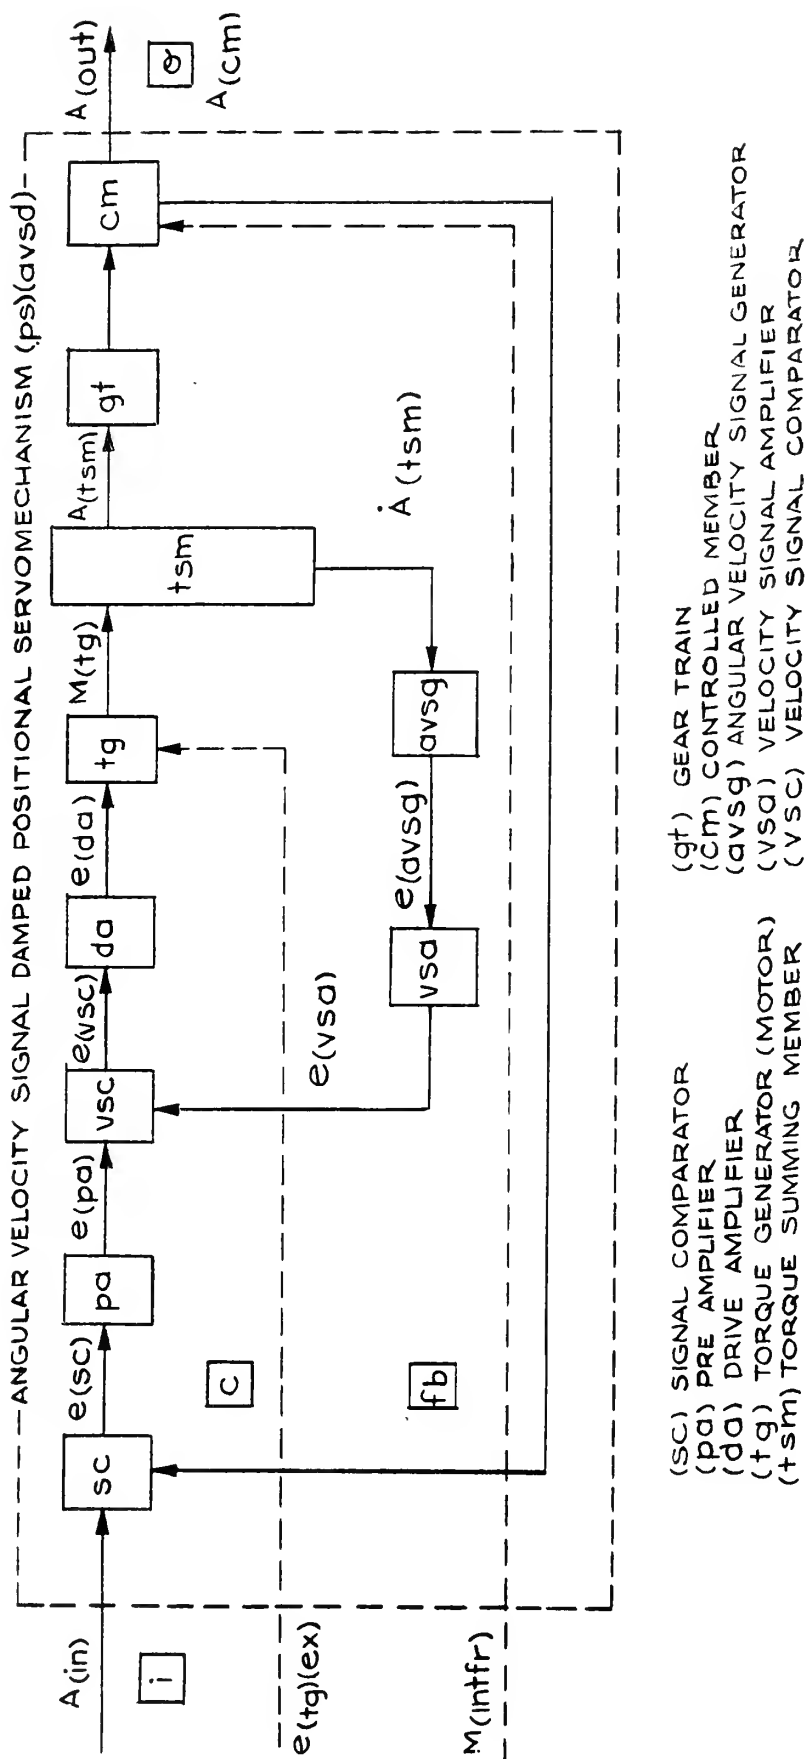 ANGULAR VELOCITY SIGNAL DAMPED POSITIONAL SERVOMECHANISM (ps)(avsd)
A(in)
i
sc
e(sc)
pa
e(pa)
vsc
e(vsc)
da
e(da)
tg
M(tg)
tsm
A(tsm)
gt
cm
A(out)
o
A(cm)
c
e(vsa)
Ȧ(tsm)
e(tg)(ex)
fb
vsa
e(avsg)
avsg
M(intfr)
(sc) SIGNAL COMPARATOR
(pa) PRE AMPLIFIER
(da) DRIVE AMPLIFIER
(tg) TORQUE GENERATOR (MOTOR)
(tsm) TORQUE SUMMING MEMBER
(gt) GEAR TRAIN
(cm) CONTROLLED MEMBER
(avsg) ANGULAR VELOCITY SIGNAL GENERATOR
(vsa) VELOCITY SIGNAL AMPLIFIER
(vsc) VELOCITY SIGNAL COMPARATOR